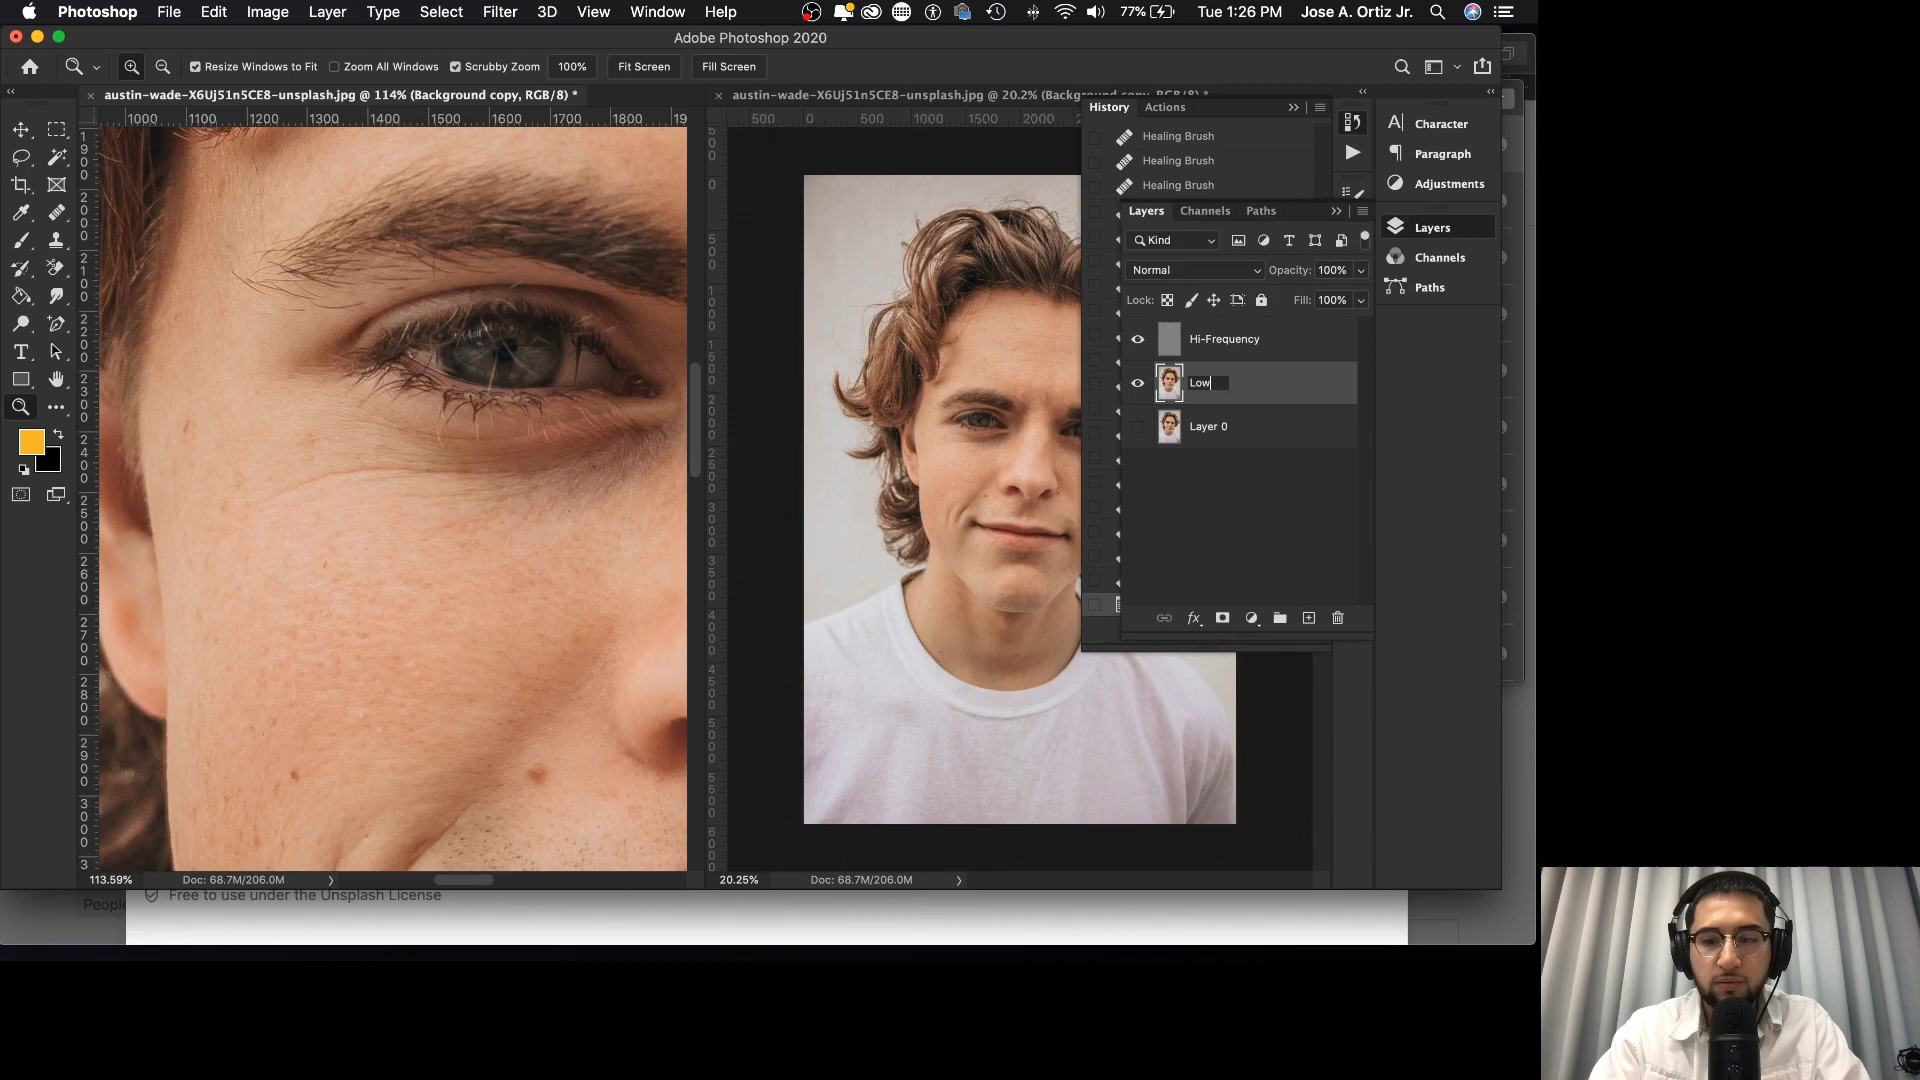 Photoshop File Edit Image Layer Type Select Filter 3D View Window Help 77% Tue 1:26 PM Jose A. Ortiz Jr.
Adobe Photoshop 2020
Resize Windows to Fit Zoom All Windows Scrubby Zoom 100% Fit Screen Fill Screen
austin-wade-X6Uj51n5CE8-unsplash.jpg @ 114% (Background copy, RGB/8) *
austin-wade-X6Uj51n5CE8-unsplash.jpg @ 20.2% (Background copy, RGB/8) *
1000 1100 1200 1300 1400 1500 1600 1700 1800 19
500 0 500 1000 1500 2000
History Actions
Healing Brush
Healing Brush
Healing Brush
Layers Channels Paths
Kind
Normal Opacity: 100%
Lock: Fill: 100%
Hi-Frequency
Low
Layer 0
Character
Paragraph
Adjustments
Layers
Channels
Paths
113.59% Doc: 68.7M/206.0M
20.25% Doc: 68.7M/206.0M
People
Free to use under the Unsplash License